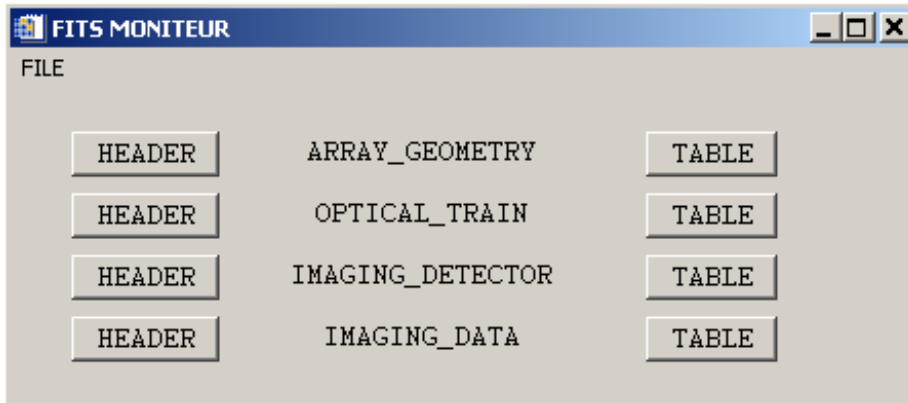 FITS MONITEUR
FILE
HEADER ARRAY_GEOMETRY TABLE
HEADER OPTICAL_TRAIN TABLE
HEADER IMAGING_DETECTOR TABLE
HEADER IMAGING_DATA TABLE